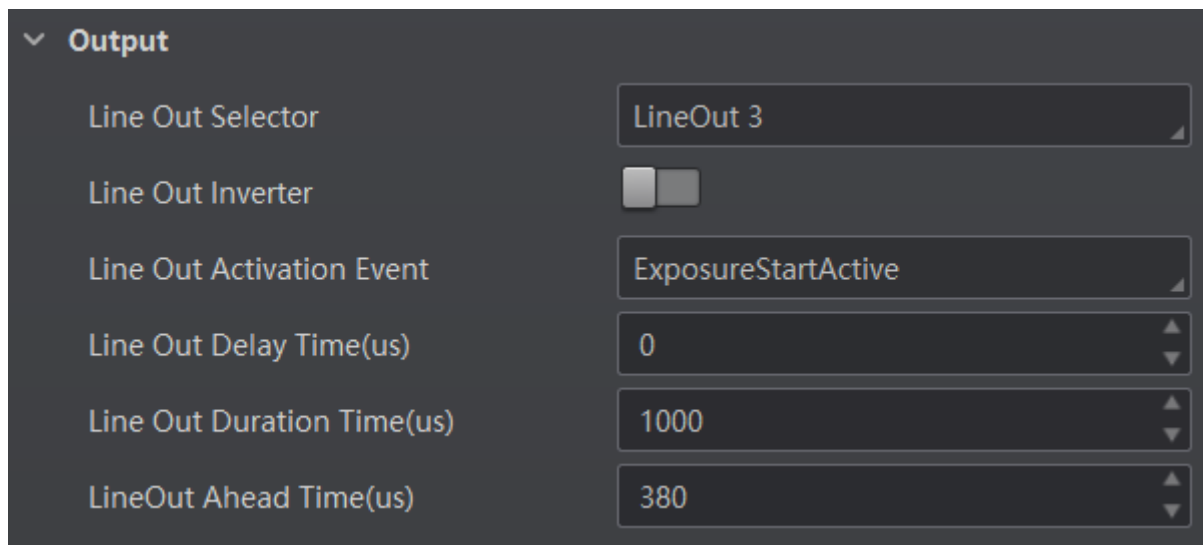 Output
Line Out Selector LineOut 3
Line Out Inverter
Line Out Activation Event ExposureStartActive
Line Out Delay Time(us) 0
Line Out Duration Time(us) 1000
LineOut Ahead Time(us) 380